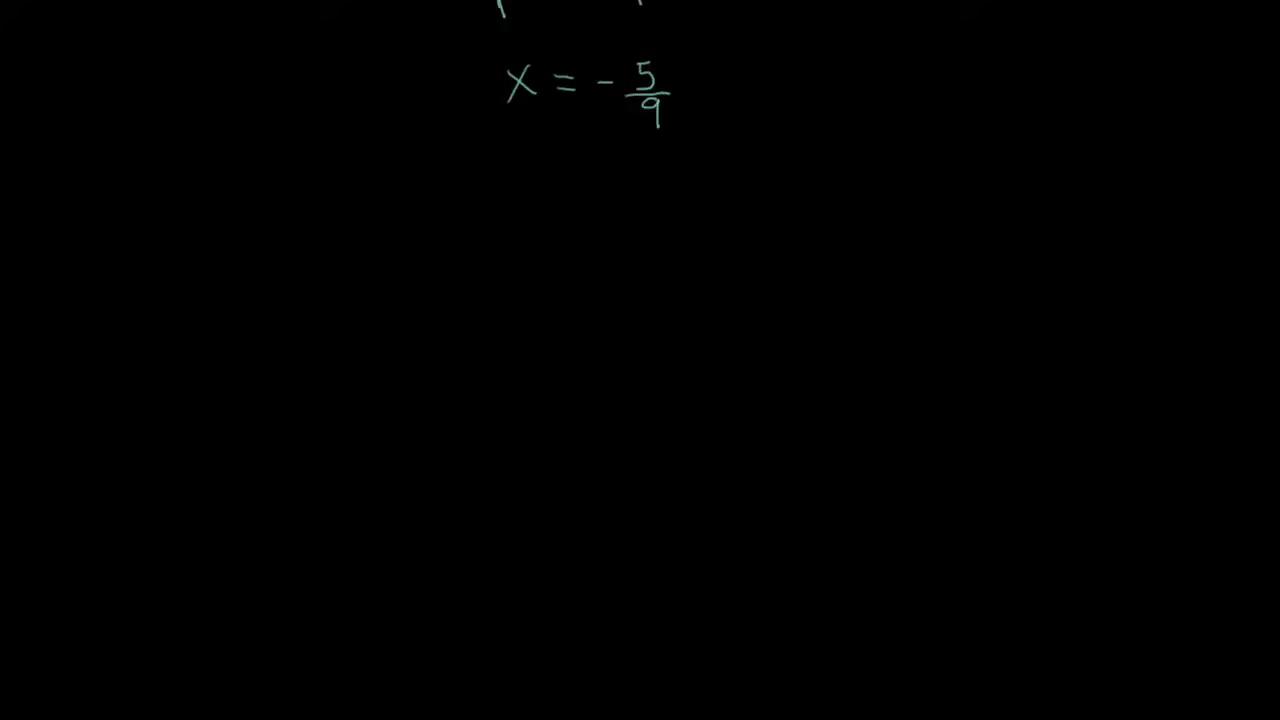 x = - 5/9